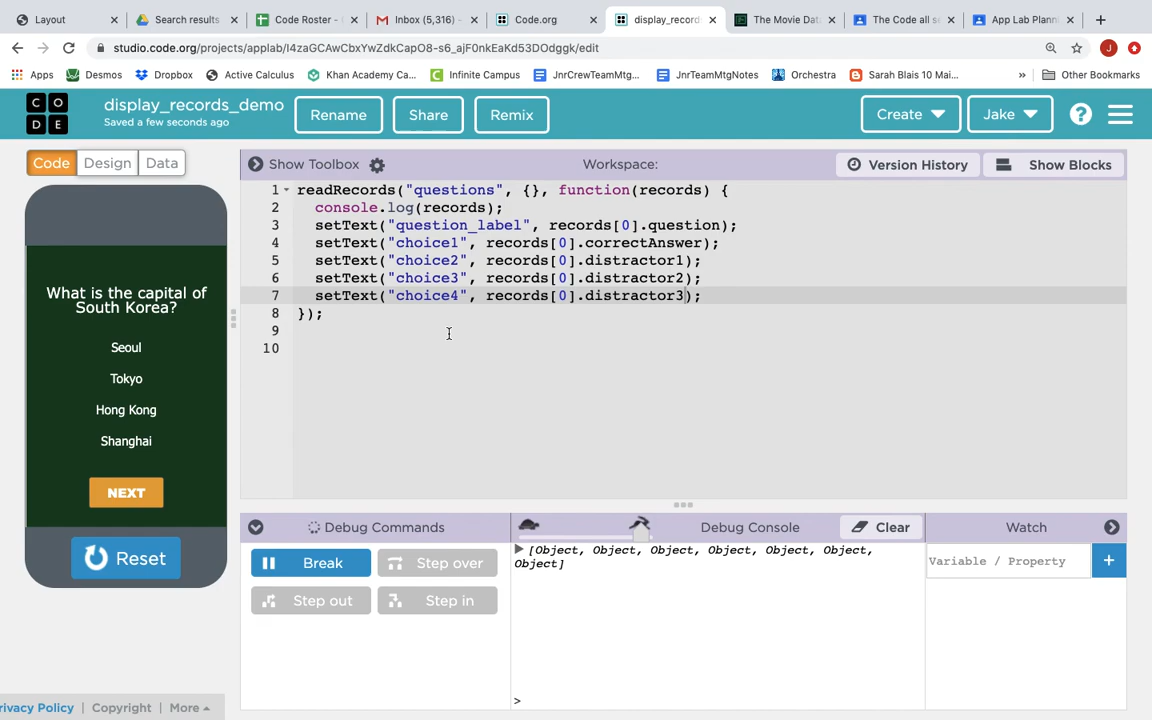 Layout
Search results
Code Roster - (
Inbox (5,316) -
Code.org
display_record
The Movie Dat
The Code all s
App Lab Plann
studio.code.org/projects/applab/I4zaGCAwCbxYwZdkCapO8-s6_ajF0nkEaKd53DOdggk/edit
J
Apps
Desmos
Dropbox
Active Calculus
Khan Academy Ca...
Infinite Campus
JnrCrewTeamMtg...
JnrTeamMtgNotes
Orchestra
Sarah Blais 10 Mai...
»
Other Bookmarks
C O
D E
display_records_demo
Saved a few seconds ago
Rename
Share
Remix
Create
Jake
?
Code
Design
Data
Show Toolbox
Workspace:
Version History
Show Blocks
1 readRecords("questions", {}, function(records) {
2 console.log(records);
3 setText("question_label", records[0].question);
4 setText("choice1", records[0].correctAnswer);
5 setText("choice2", records[0].distractor1);
6 setText("choice3", records[0].distractor2);
7 setText("choice4", records[0].distractor3);
8 });
9
10
What is the capital of
South Korea?
Seoul
Tokyo
Hong Kong
Shanghai
NEXT
Reset
Debug Commands
Break
Step over
Step out
Step in
Debug Console
Clear
[Object, Object, Object, Object, Object, Object,
Object]
>
Watch
Variable / Property
+
rivacy Policy | Copyright | More